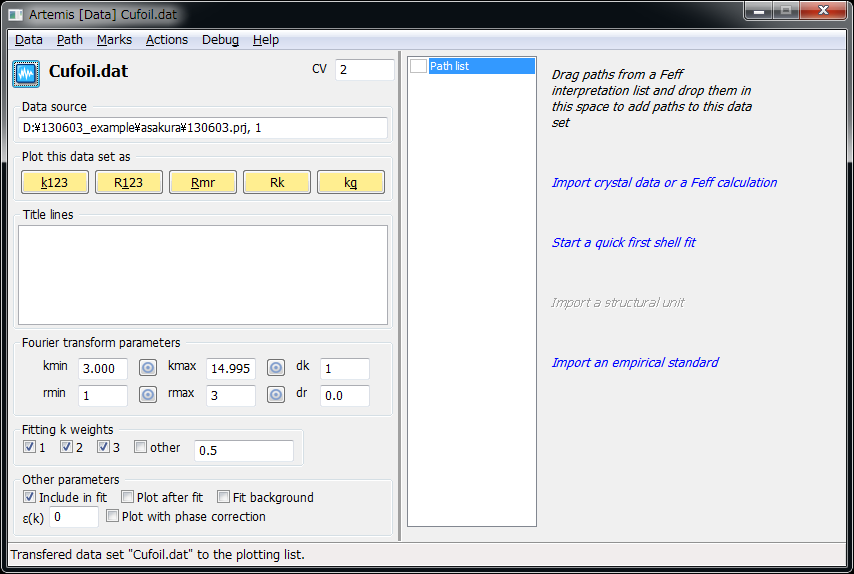 Artemis [Data] Cufoil.dat
Data Path Marks Actions Debug Help
Cufoil.dat
CV 2
Data source
D:¥130603_example¥asakura¥130603.prj, 1
Plot this data set as
k123 R123 Rmr Rk kq
Title lines
Fourier transform parameters
kmin 3.000 kmax 14.995 dk 1
rmin 1 rmax 3 dr 0.0
Fitting k weights
1 2 3 other 0.5
Other parameters
Include in fit Plot after fit Fit background
ε(k) 0 Plot with phase correction
Path list
Drag paths from a Feff
interpretation list and drop them in
this space to add paths to this data
set
Import crystal data or a Feff calculation
Start a quick first shell fit
Import a structural unit
Import an empirical standard
Transfered data set "Cufoil.dat" to the plotting list.